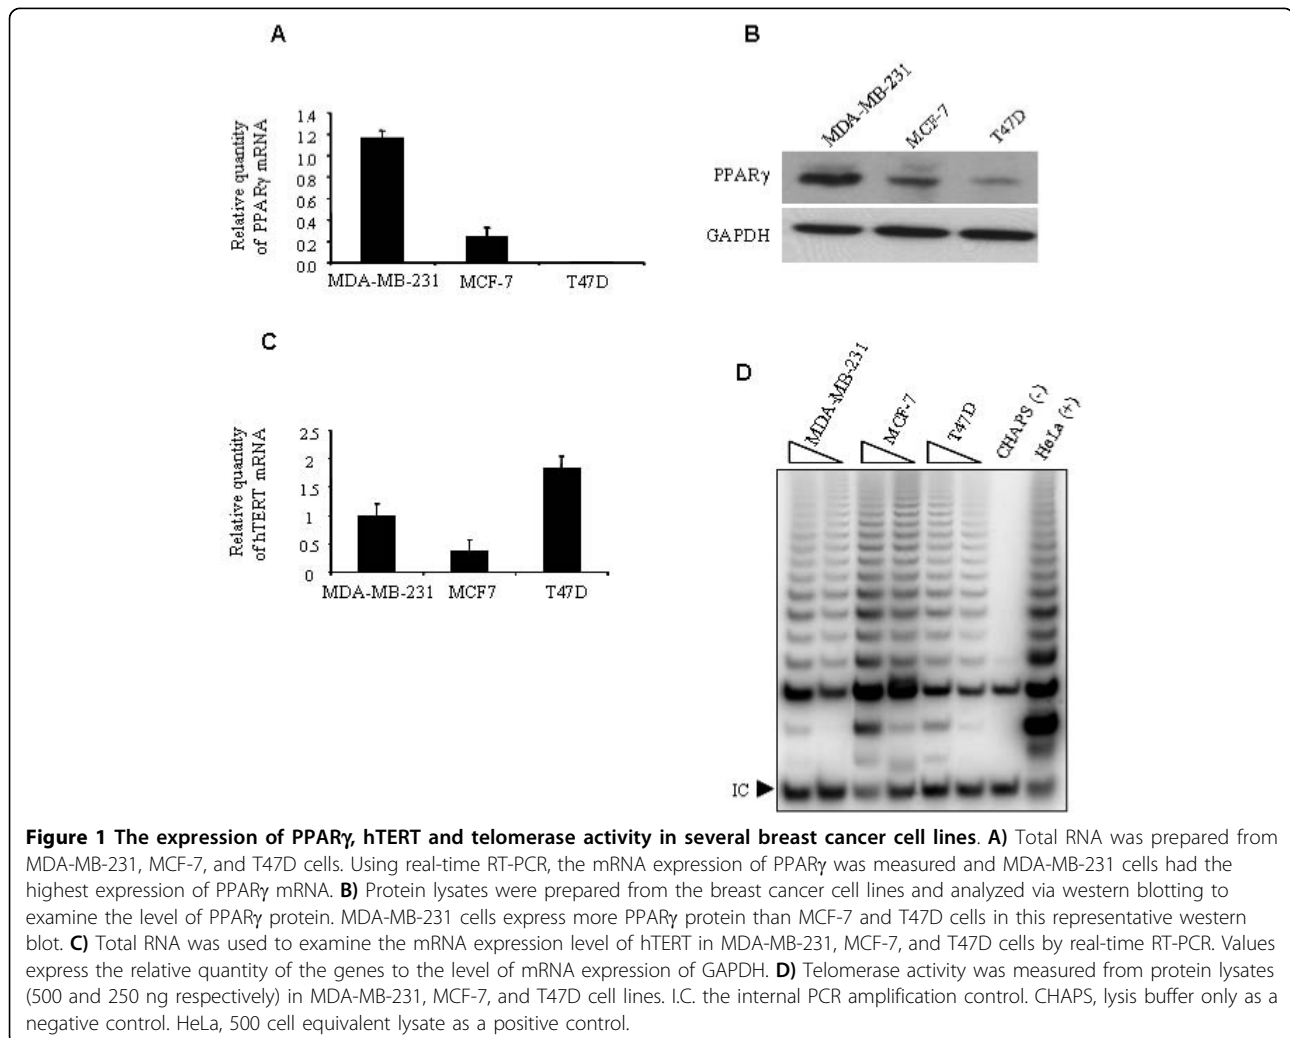 A
Relative quantity
of PPARγ mRNA
1.4
1.2
1.0
0.8
0.6
0.4
0.2
0.0
MDA-MB-231 MCF-7 T47D
B
MDA-MB-231
MCF-7
T47D
PPARγ
GAPDH
C
Relative quantity
of hTERT mRNA
2.5
2
1.5
1
0.5
0
MDA-MB-231 MCF7 T47D
D
MDA-MB-231
MCF-7
T47D
CHAPS (-)
HeLa (+)
IC
Figure 1 The expression of PPARγ, hTERT and telomerase activity in several breast cancer cell lines. A) Total RNA was prepared from
MDA-MB-231, MCF-7, and T47D cells. Using real-time RT-PCR, the mRNA expression of PPARγ was measured and MDA-MB-231 cells had the
highest expression of PPARγ mRNA. B) Protein lysates were prepared from the breast cancer cell lines and analyzed via western blotting to
examine the level of PPARγ protein. MDA-MB-231 cells express more PPARγ protein than MCF-7 and T47D cells in this representative western
blot. C) Total RNA was used to examine the mRNA expression level of hTERT in MDA-MB-231, MCF-7, and T47D cells by real-time RT-PCR. Values
express the relative quantity of the genes to the level of mRNA expression of GAPDH. D) Telomerase activity was measured from protein lysates
(500 and 250 ng respectively) in MDA-MB-231, MCF-7, and T47D cell lines. I.C. the internal PCR amplification control. CHAPS, lysis buffer only as a
negative control. HeLa, 500 cell equivalent lysate as a positive control.